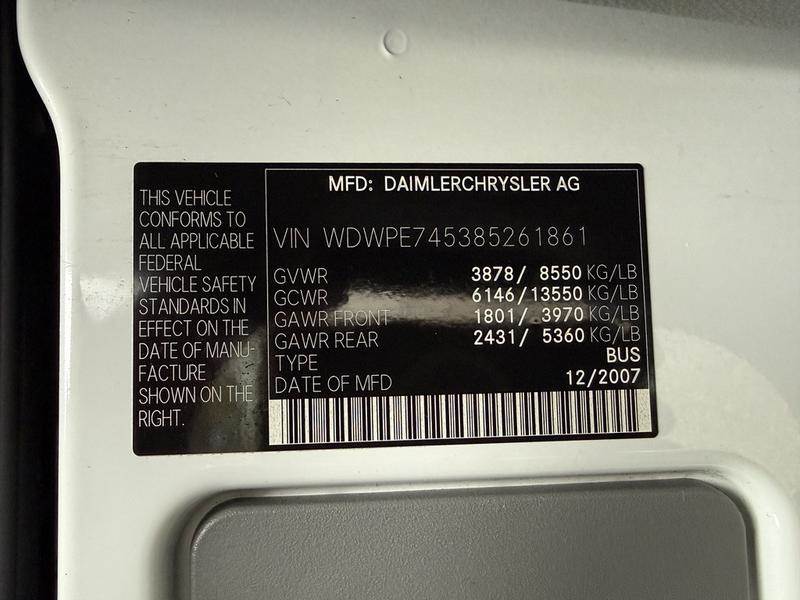 THIS VEHICLE
CONFORMS TO
ALL APPLICABLE
FEDERAL
VEHICLE SAFETY
STANDARDS IN
EFFECT ON THE
DATE OF MANU-
FACTURE
SHOWN ON THE
RIGHT.
MFD: DAIMLERCHRYSLER AG
VIN WDWPE745385261861
GVWR 3878/ 8550 KG/LB
GCWR 6146/13550 KG/LB
GAWR FRONT 1801/ 3970 KG/LB
GAWR REAR 2431/ 5360 KG/LB
TYPE BUS
DATE OF MFD 12/2007